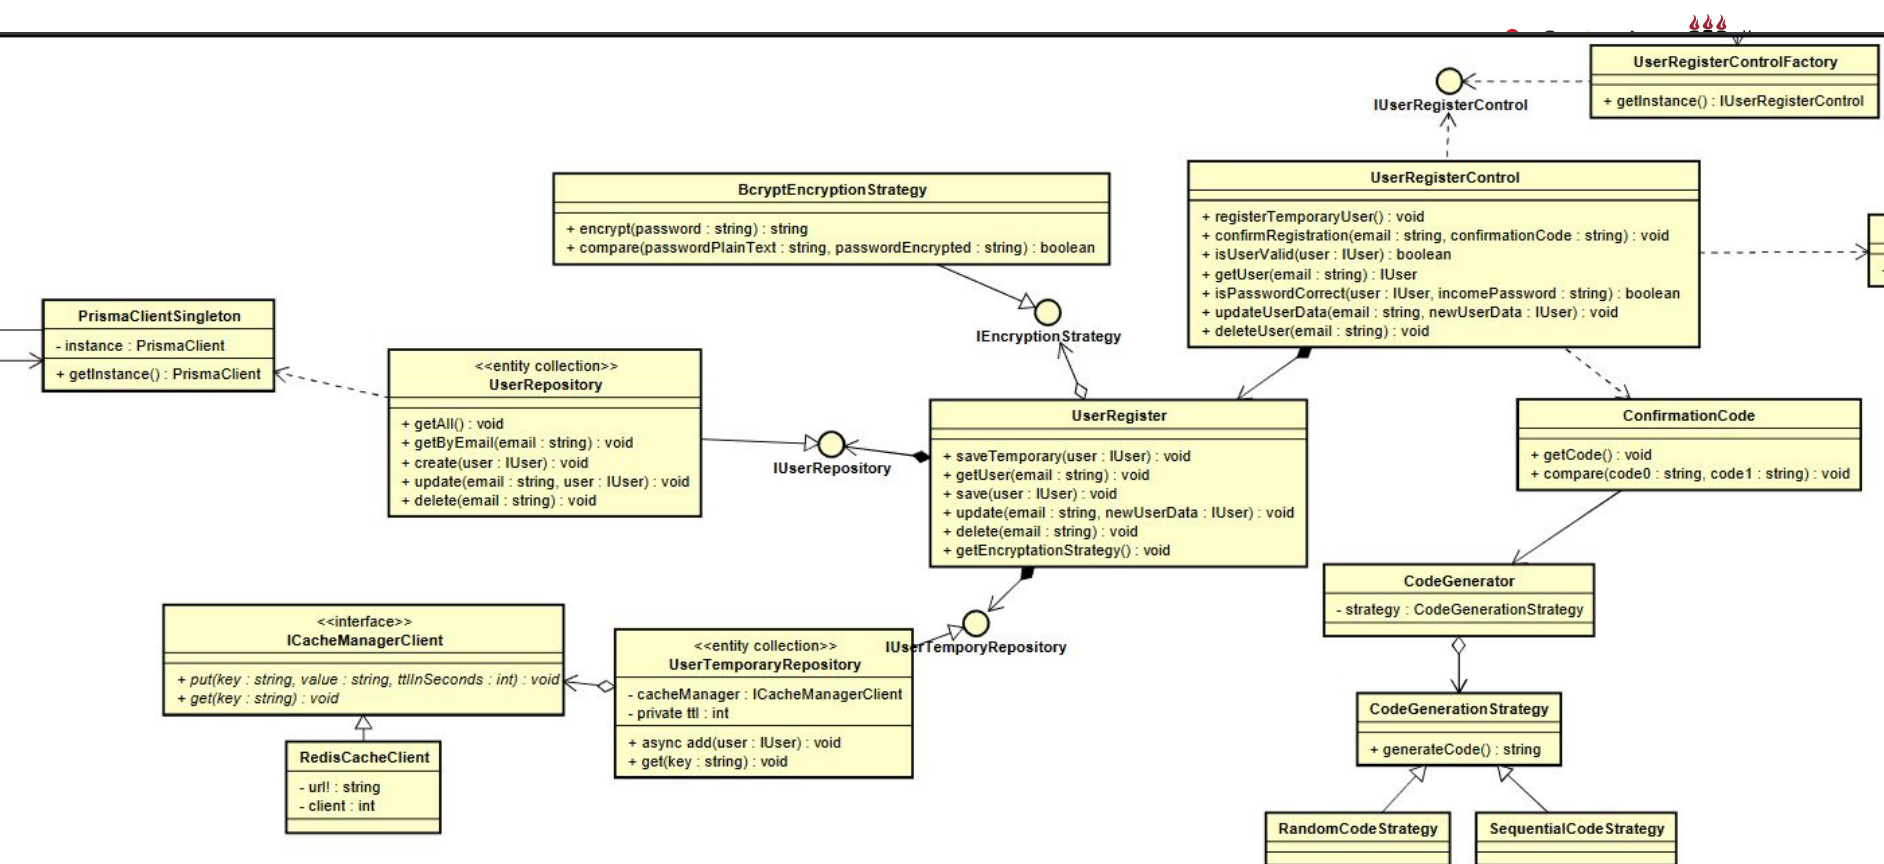 UserRegisterControlFactory
+ getInstance() : IUserRegisterControl
IUserRegisterControl
UserRegisterControl
+ registerTemporaryUser() : void
+ confirmRegistration(email : string, confirmationCode : string) : void
+ isUserValid(user : IUser) : boolean
+ getUser(email : string) : IUser
+ isPasswordCorrect(user : IUser, incomePassword : string) : boolean
+ updateUserData(email : string, newUserData : IUser) : void
+ deleteUser(email : string) : void
BcryptEncryptionStrategy
+ encrypt(password : string) : string
+ compare(passwordPlainText : string, passwordEncrypted : string) : boolean
IEncryptionStrategy
PrismaClientSingleton
- instance : PrismaClient
+ getInstance() : PrismaClient
<<entity collection>>
UserRepository
+ getAll() : void
+ getByEmail(email : string) : void
+ create(user : IUser) : void
+ update(email : string, user : IUser) : void
+ delete(email : string) : void
IUserRepository
UserRegister
+ saveTemporary(user : IUser) : void
+ getUser(email : string) : void
+ save(user : IUser) : void
+ update(email : string, newUserData : IUser) : void
+ delete(email : string) : void
+ getEncryptationStrategy() : void
ConfirmationCode
+ getCode() : void
+ compare(code0 : string, code1 : string) : void
CodeGenerator
- strategy : CodeGenerationStrategy
<<interface>>
ICacheManagerClient
+ put(key : string, value : string, ttlInSeconds : int) : void
+ get(key : string) : void
<<entity collection>>
UserTemporaryRepository
- cacheManager : ICacheManagerClient
- private ttl : int
+ async add(user : IUser) : void
+ get(key : string) : void
IUserTemporyRepository
CodeGenerationStrategy
+ generateCode() : string
RedisCacheClient
- url! : string
- client : int
RandomCodeStrategy
SequentialCodeStrategy